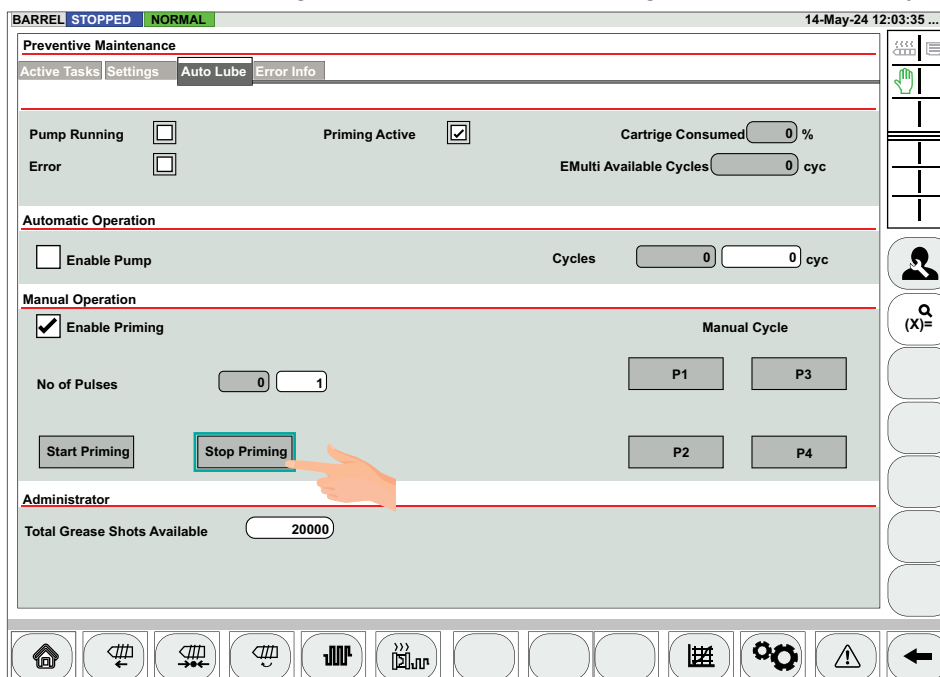 BARREL STOPPED NORMAL 14-May-24 12:03:35 ...
Preventive Maintenance
Active Tasks Settings Auto Lube Error Info
Pump Running Priming Active Cartrige Consumed 0 %
Error EMulti Available Cycles 0 cyc
Automatic Operation
Enable Pump Cycles 0 0 cyc
Manual Operation
Enable Priming Manual Cycle
(X)=
P1 P3
No of Pulses 0 1
Start Priming Stop Priming P2 P4
Administrator
Total Grease Shots Available 20000